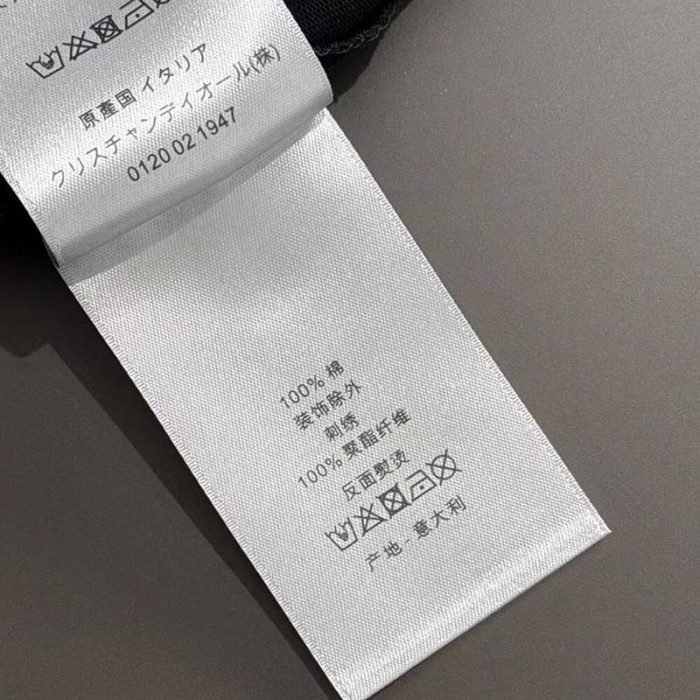 原産国 イタリア
クリスチャンディオール(株)
0120 02 1947
100% 棉
装饰除外
刺绣
100% 聚酯纤维
反面熨烫
产地 - 意大利